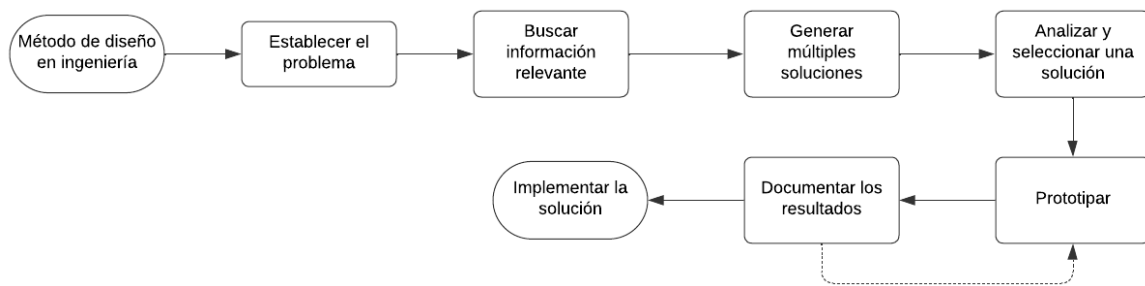 Método de diseño
en ingeniería
Establecer el
problema
Buscar
información
relevante
Generar
múltiples
soluciones
Analizar y
seleccionar una
solución
Implementar la
solución
Documentar los
resultados
Prototipar